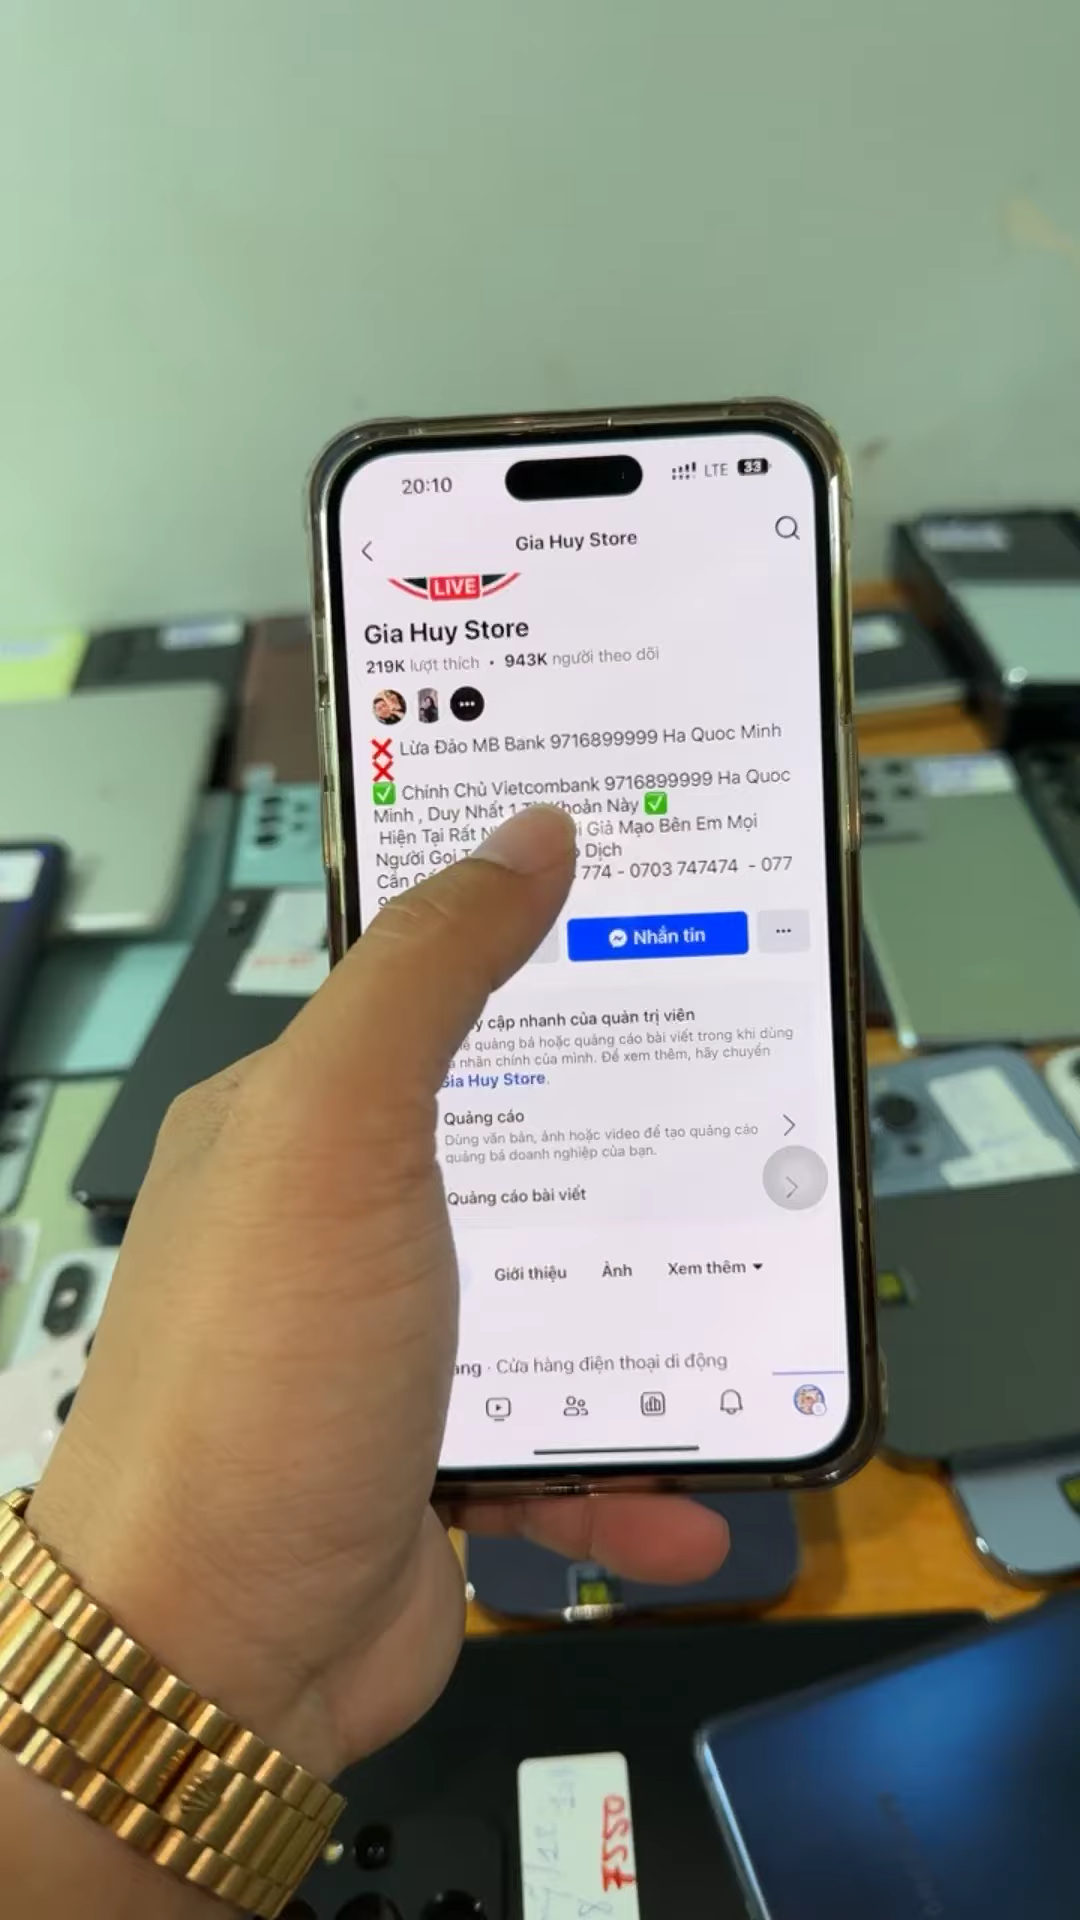 20:10
LTE 33
Gia Huy Store
LIVE
Gia Huy Store
219K lượt thích • 943K người theo dõi
❌ Lừa Đảo MB Bank 9716899999 Ha Quoc Minh
❌
✅ Chính Chủ Vietcombank 9716899999 Ha Quoc
Minh , Duy Nhất 1 Khoản Này ✅
Hiện Tại Rất Giả Mạo Bên Em Mọi
Người Gọi Dịch
Cần 774 - 0703 747474 - 077
Nhắn tin
cập nhanh của quản trị viên
quảng bá hoặc quảng cáo bài viết trong khi dùng
nhân chính của mình. Để xem thêm, hãy chuyển
Gia Huy Store.
Quảng cáo
Dùng văn bản, ảnh hoặc video để tạo quảng cáo
quảng bá doanh nghiệp của bạn.
Quảng cáo bài viết
Giới thiệu
Ảnh
Xem thêm
· Cửa hàng điện thoại di động